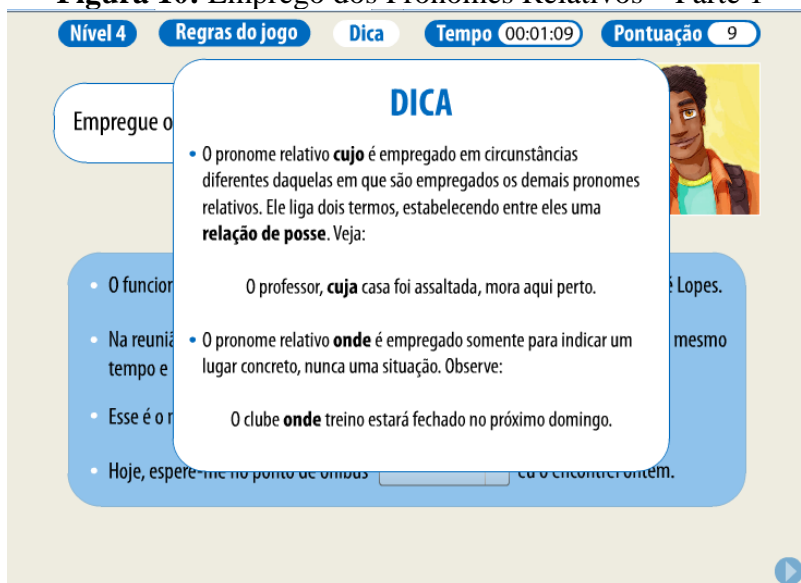 Figura 10: Emprego dos Pronomes Relativos – Parte 1
Nível 4 Regras do jogo Dica Tempo 00:01:09 Pontuação 9
Empregue o
DICA
• O pronome relativo cujo é empregado em circunstâncias
diferentes daquelas em que são empregados os demais pronomes
relativos. Ele liga dois termos, estabelecendo entre eles uma
relação de posse. Veja:
O professor, cuja casa foi assaltada, mora aqui perto.
• O pronome relativo onde é empregado somente para indicar um
lugar concreto, nunca uma situação. Observe:
O clube onde treino estará fechado no próximo domingo.
• O funcion é Lopes.
• Na reuniã mesmo
tempo e
• Esse é o
• Hoje, espere-me no ponto de ônibus eu o encontrei ontem.